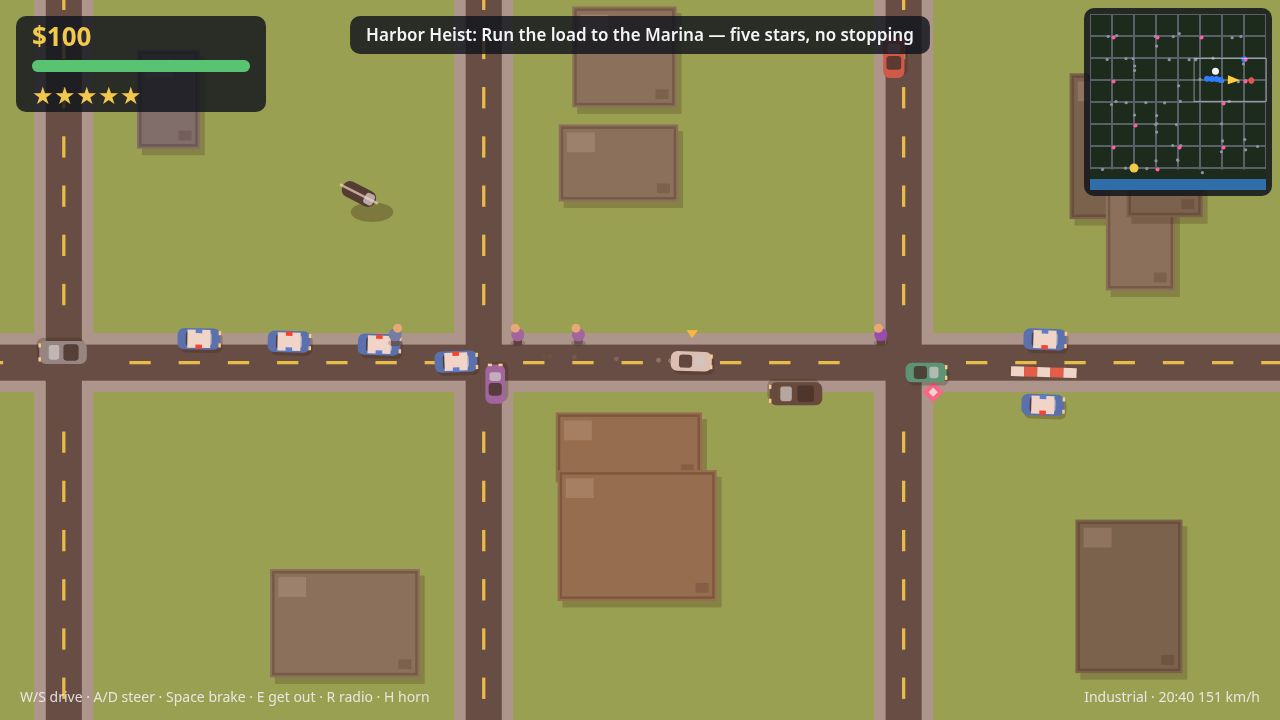 $100
★★★★★
Harbor Heist: Run the load to the Marina — five stars, no stopping
W/S drive · A/D steer · Space brake · E get out · R radio · H horn
Industrial · 20:40 151 km/h